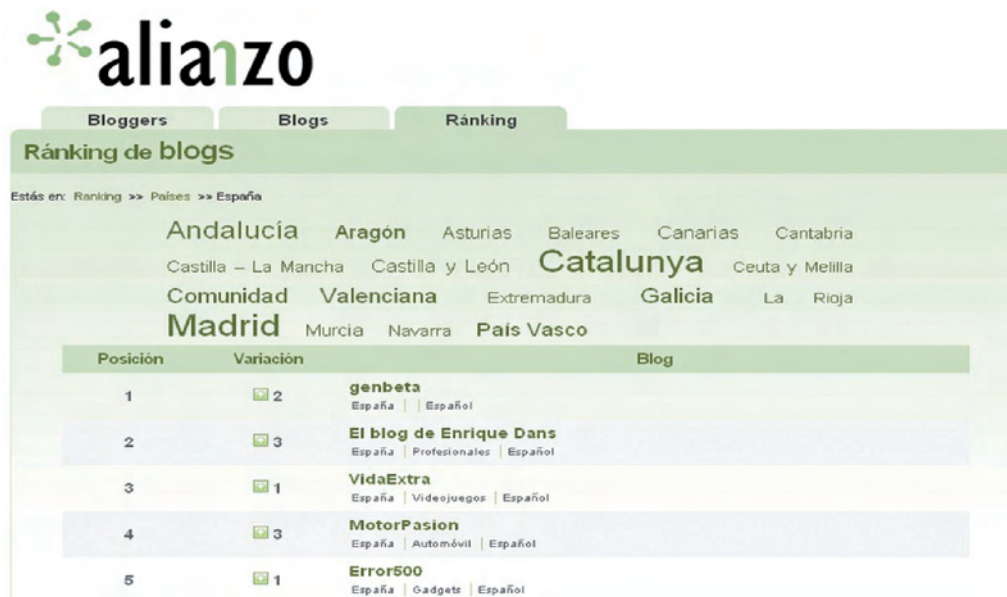 alianzo
Bloggers Blogs Ránking
Ránking de blogs
Estás en: Ranking >> Países >> España
Andalucía Aragón Asturias Baleares Canarias Cantabria
Castilla – La Mancha Castilla y León Catalunya Ceuta y Melilla
Comunidad Valenciana Extremadura Galicia La Rioja
Madrid Murcia Navarra País Vasco
Posición Variación Blog
1 2 genbeta
España | | Español
2 3 El blog de Enrique Dans
España | Profesionales | Español
3 1 VidaExtra
España | Videojuegos | Español
4 3 MotorPasion
España | Automóvil | Español
5 1 Error500
España | Gadgets | Español